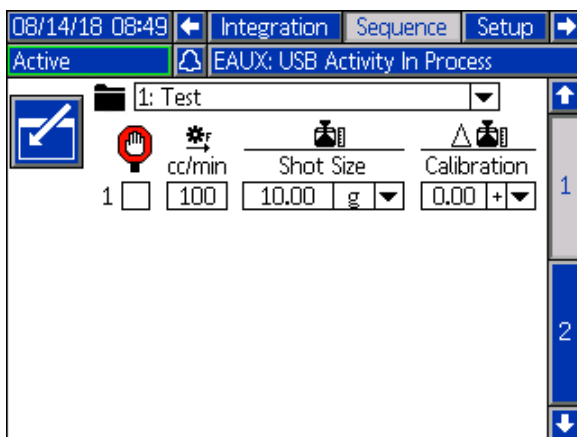 08/14/18 08:49 Integration Sequence Setup
Active EAUX: USB Activity In Process
1: Test
F
cc/min Shot Size Calibration
1 100 10.00 g 0.00 +
1
2